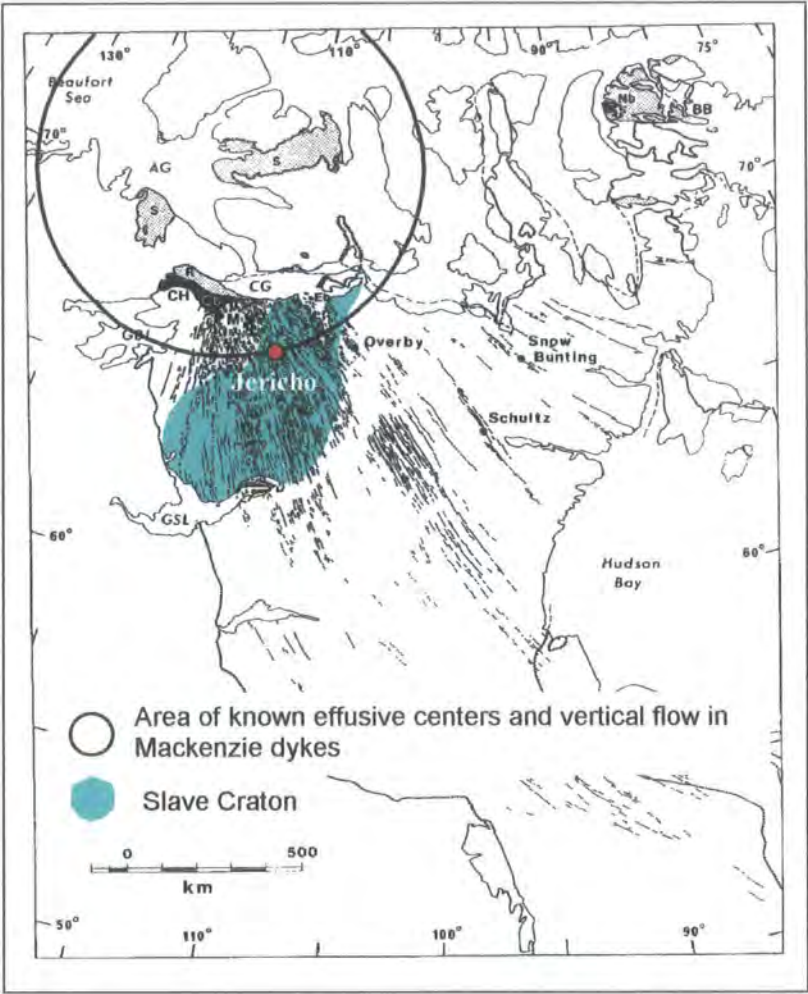 130°
110°
90°
75°
Beaufort
Sea
70°
AG
S
S
Nb
BB
70°
R
CG
CH
M
Overby
Snow
Bunting
Jericho
Schultz
GSL
60°
60°
Hudson
Bay
Area of known effusive centers and vertical flow in
Mackenzie dykes
Slave Craton
0 500
km
50°
110°
100°
90°